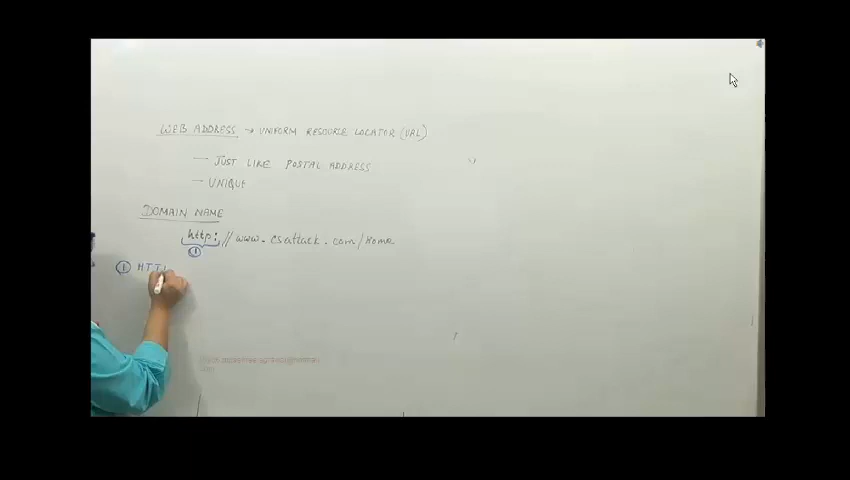 WEB ADDRESS → UNIFORM RESOURCE LOCATOR (URL)
— JUST LIKE POSTAL ADDRESS
— UNIQUE
DOMAIN NAME
http: // www. csattack . com / Home
①
① HTT